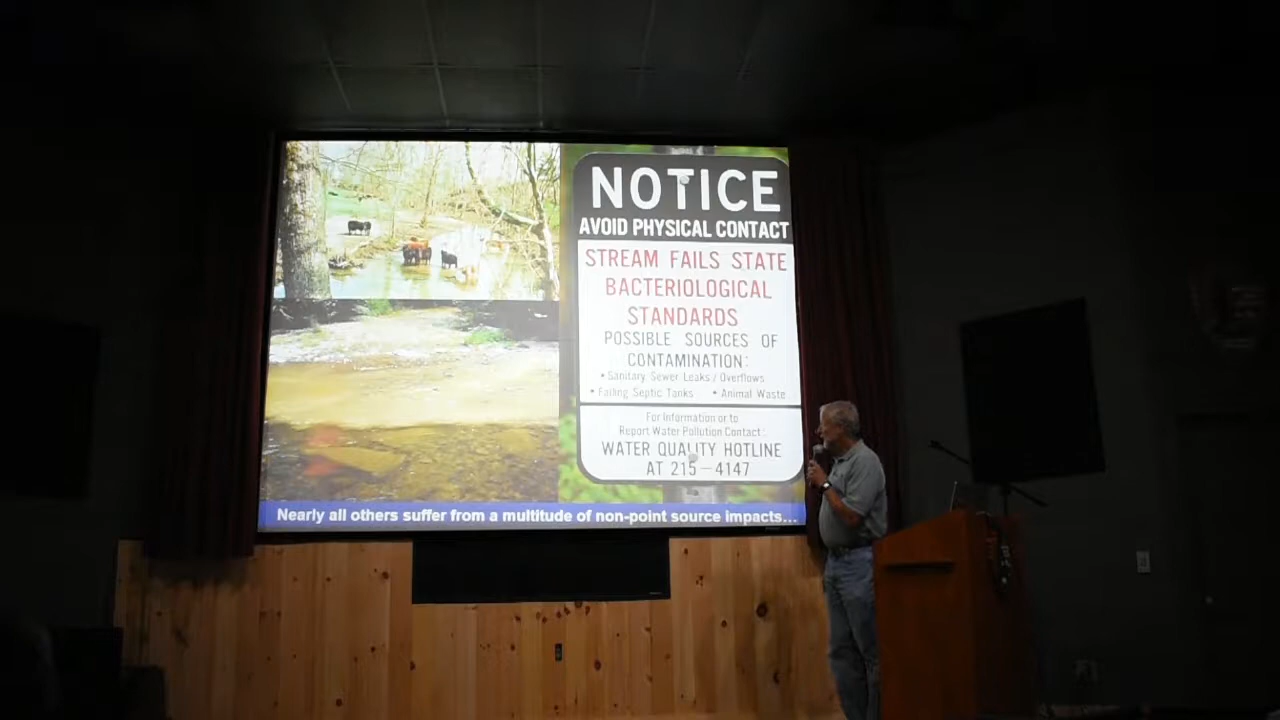 NOTICE
AVOID PHYSICAL CONTACT
STREAM FAILS STATE
BACTERIOLOGICAL
STANDARDS
POSSIBLE SOURCES OF
CONTAMINATION:
• Sanitary Sewer Leaks / Overflows
• Failing Septic Tanks • Animal Waste
For Information or to
Report Water Pollution Contact:
WATER QUALITY HOTLINE
AT 215-4147
Nearly all others suffer from a multitude of non-point source impacts...